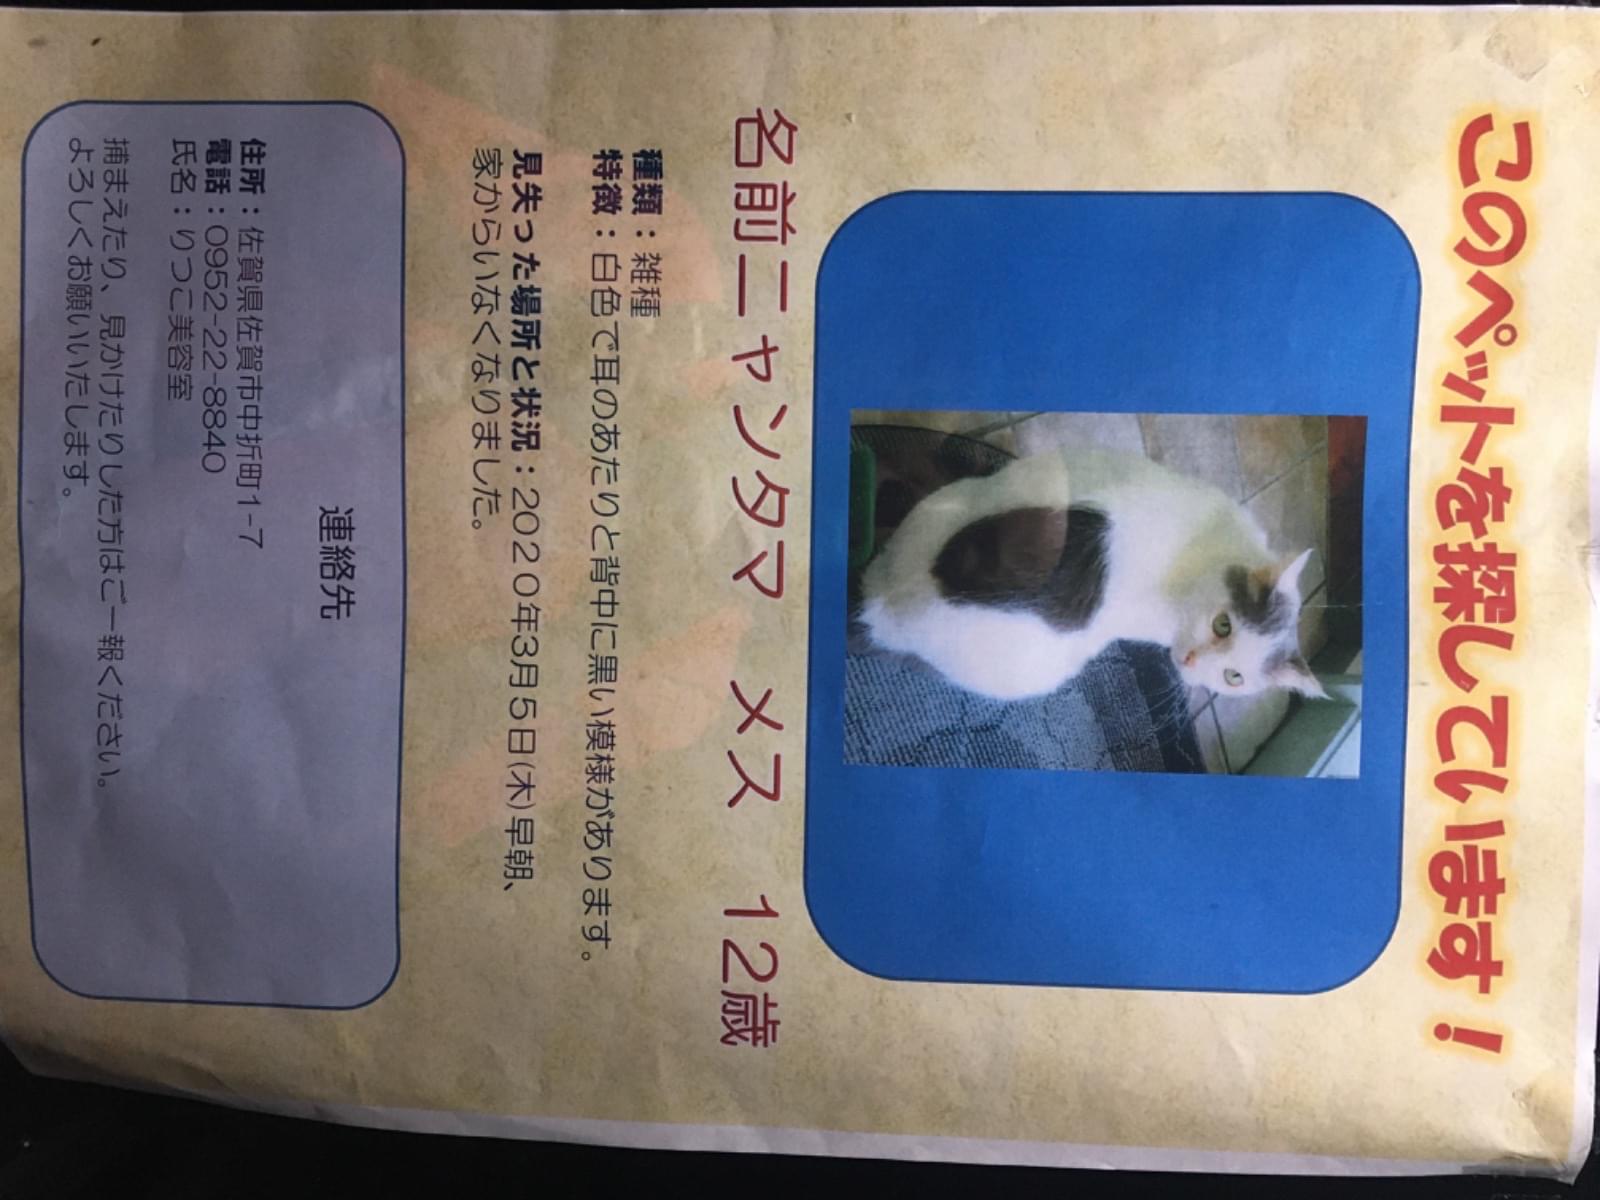 このペットを探しています！
名前ニャンタマ　メス　12歳
種類：雑種
特徴：白色で耳のあたりと背中に黒い模様があります。
見失った場所と状況：2020年3月5日(木)早朝、
家からいなくなりました。
連絡先
住所：佐賀県佐賀市中折町1-7
電話：0952-22-8840
氏名：りつこ美容室
捕まえたり、見かけたりした方はご一報ください。
よろしくお願いいたします。